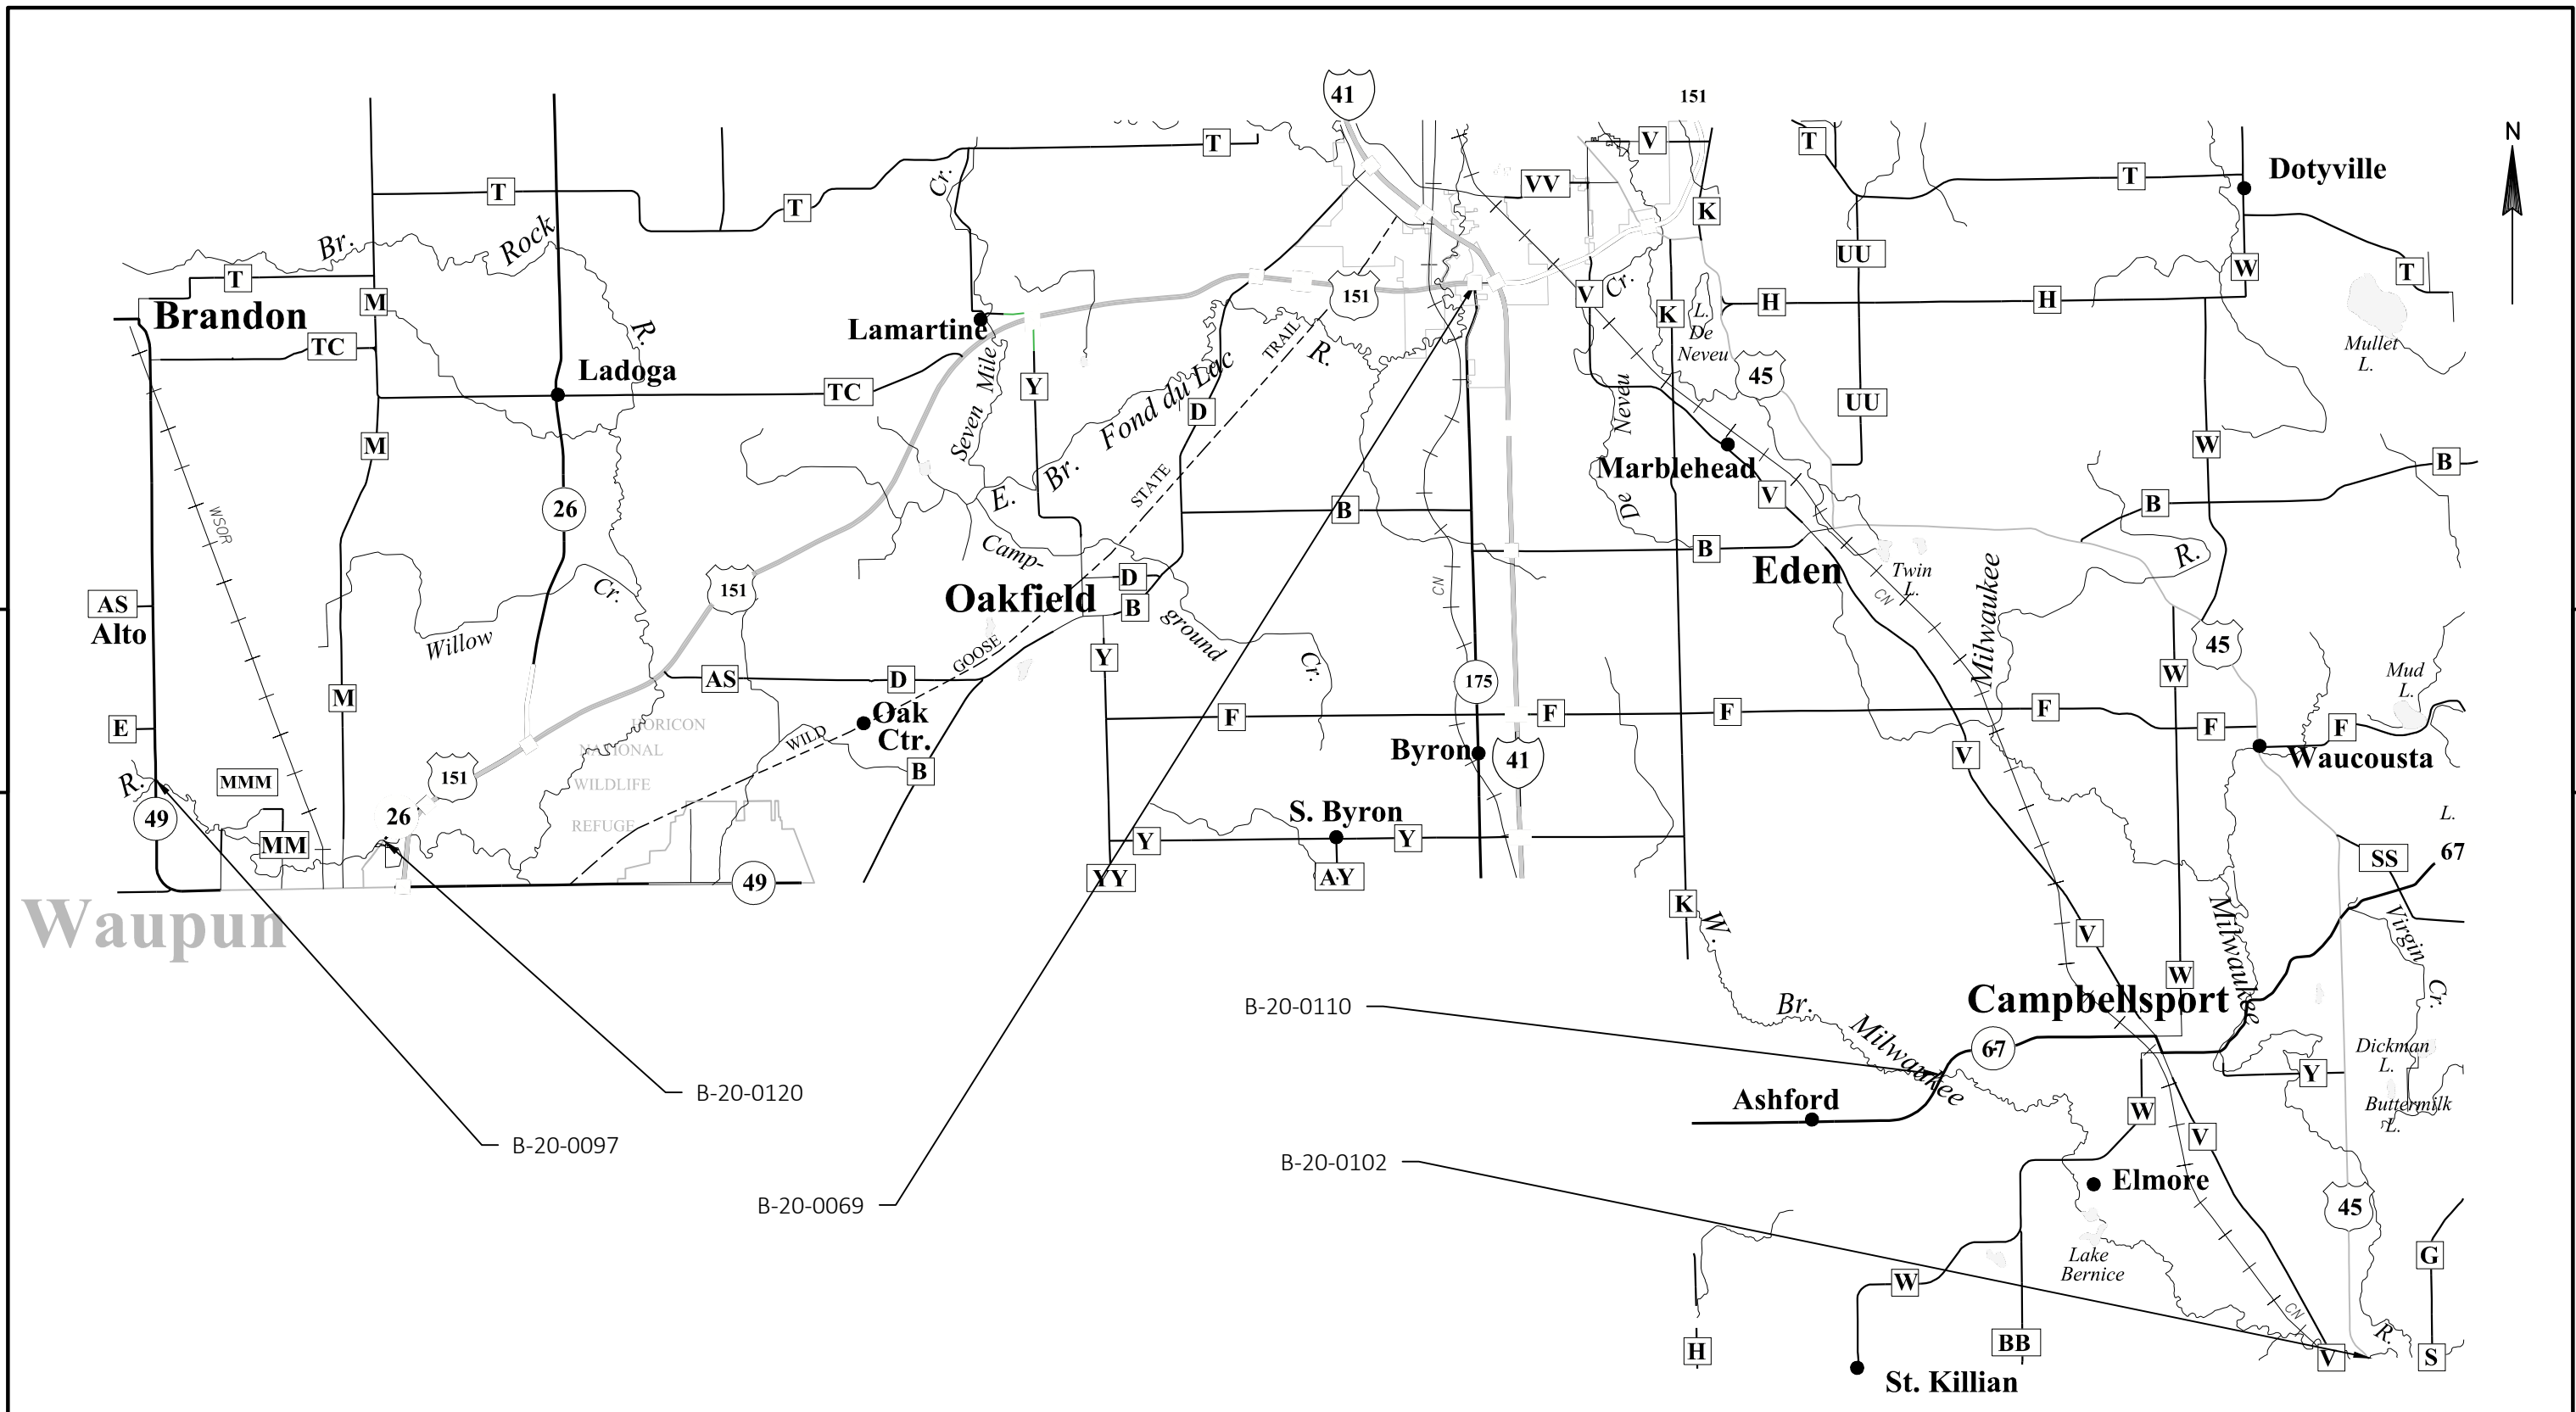 41
151
N
T
V
T
Dotyville
T
T
VV
T
T
Cr.
K
Br.
Rock
UU
W
T
T
151
V
Cr.
M
Brandon
H
H
K
L.
De
Neveu
Lamartine
R.
TRAIL
R.
Mullet
L.
TC
Ladoga
45
Y
TC
Seven Mile
Fond du Lac
D
De Neveu
UU
M
Marblehead
W
B
Br.
STATE
E.
V
B
26
B
WSOR
Camp-
B
Eden
R.
Twin
L.
CN
CN
D
151
Cr.
AS
Oakfield
B
Alto
ground
Milwaukee
Willow
GOOSE
Y
Cr.
45
AS
D
175
W
Mud
L.
M
HORICON
NATIONAL
WILDLIFE
REFUGE
Oak
Ctr.
WILD
F
F
F
F
F
F
E
Byron
41
V
Waucousta
B
151
R.
MMM
49
26
S. Byron
L.
MM
Y
Y
SS
67
49
YY
AY
Waupun
K
W.
V
Milwaukee
Virgin
Cr.
W
Campbellsport
B-20-0110
Br.
Milwaukee
67
Dickman
L.
Y
B-20-0120
Ashford
W
Buttermilk
L.
B-20-0097
V
B-20-0102
Elmore
B-20-0069
45
Lake
Bernice
G
W
CN
H
BB
R.
V
S
St. Killian